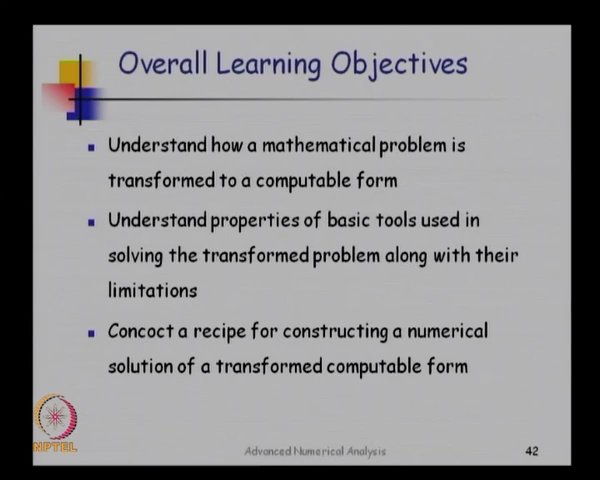 Overall Learning Objectives
Understand how a mathematical problem is
transformed to a computable form
Understand properties of basic tools used in
solving the transformed problem along with their
limitations
Concoct a recipe for constructing a numerical
solution of a transformed computable form
NPTEL
Advanced Numerical Analysis
42